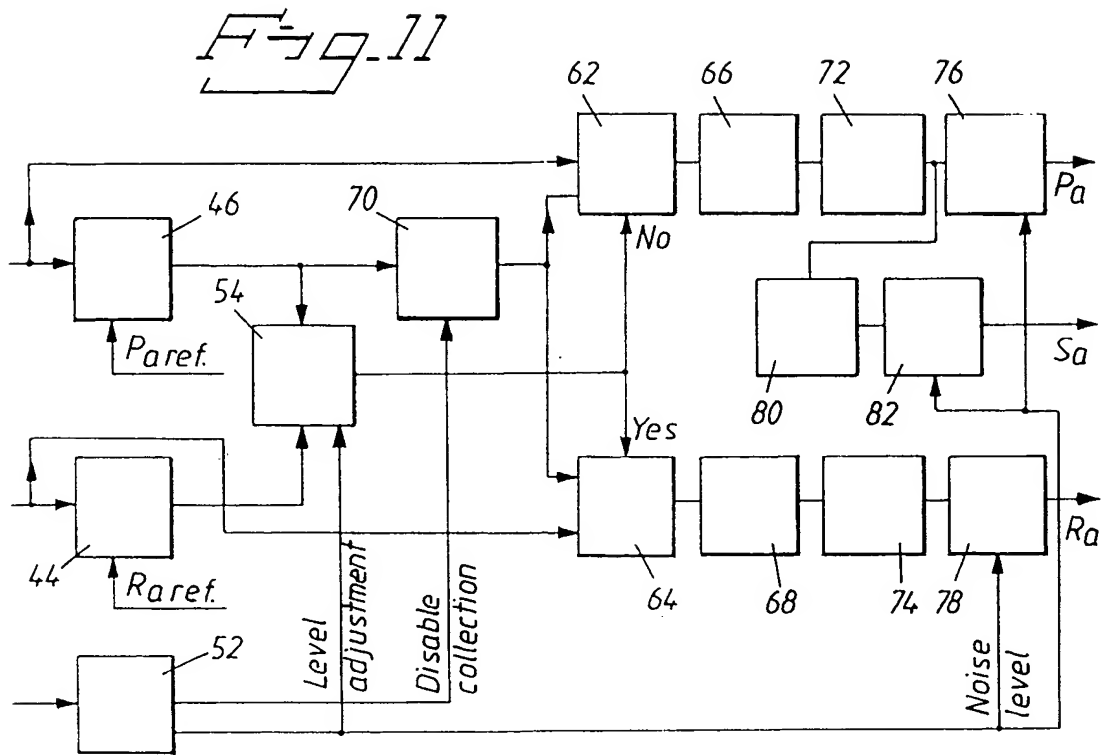 Fig. 11
62
66
72
76
Pa
46
70
No
54
Pa ref.
Sa
80
82
Yes
44
Ra ref.
64
68
74
78
Ra
52
Level
adjustment
Disable
collection
Noise
level